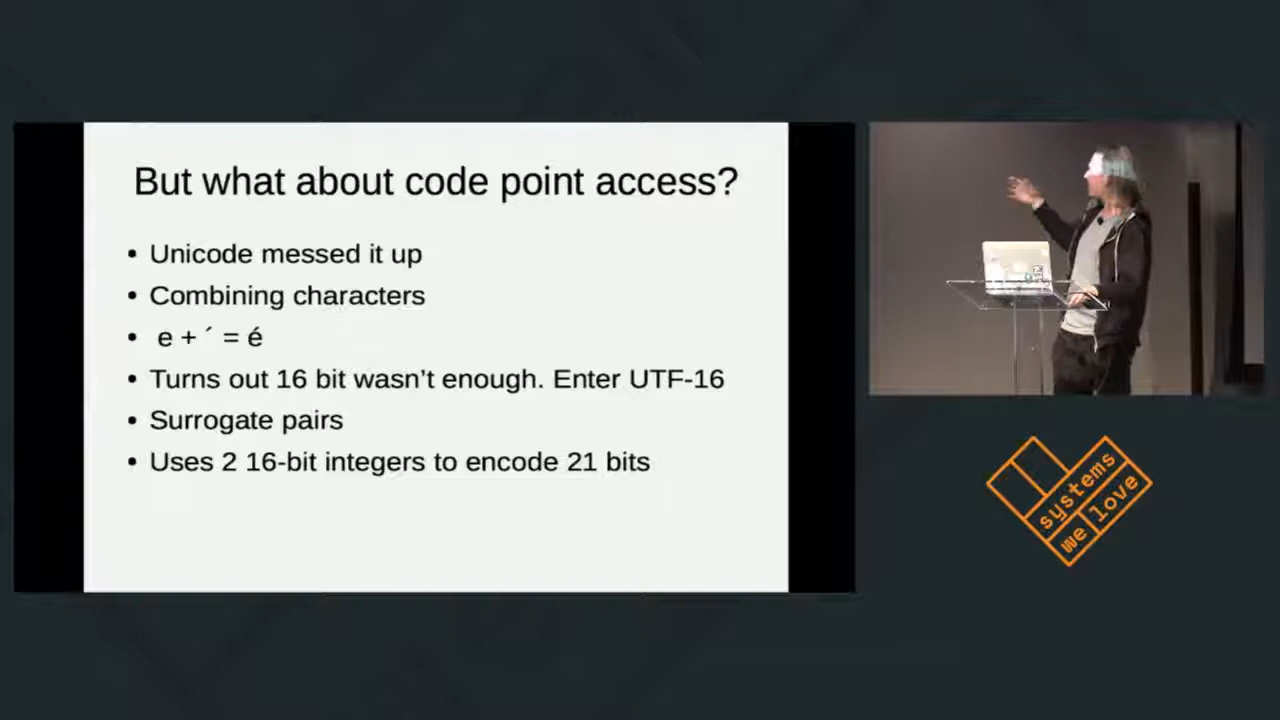 But what about code point access?
• Unicode messed it up
• Combining characters
• e + ´ = é
• Turns out 16 bit wasn’t enough. Enter UTF-16
• Surrogate pairs
• Uses 2 16-bit integers to encode 21 bits
systems
we love